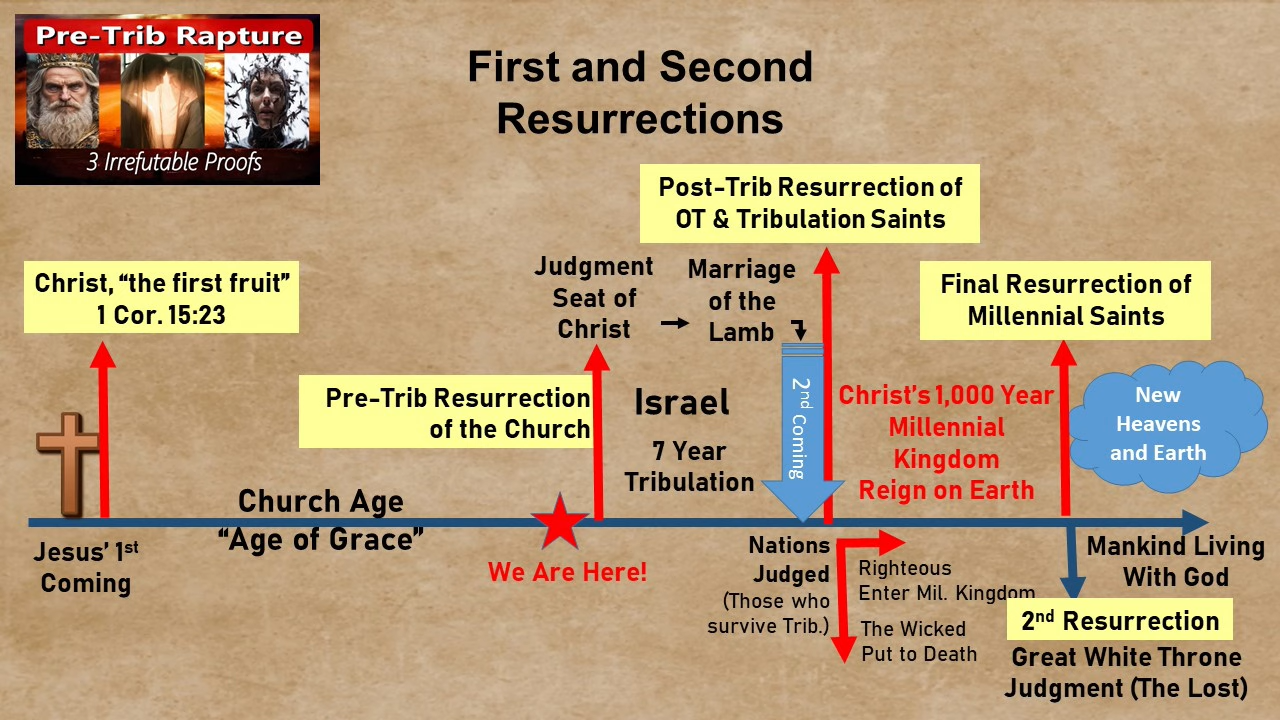 Pre-Trib Rapture
3 Irrefutable Proofs
First and Second
Resurrections
Post-Trib Resurrection of
OT & Tribulation Saints
Christ, “the first fruit”
1 Cor. 15:23
Judgment
Seat of
Christ
Marriage
of the
Lamb
Final Resurrection of
Millennial Saints
Pre-Trib Resurrection
of the Church
Israel
7 Year
Tribulation
2nd Coming
Christ’s 1,000 Year
Millennial
Kingdom
Reign on Earth
New
Heavens
and Earth
Church Age
“Age of Grace”
Jesus’ 1st
Coming
We Are Here!
Nations
Judged
(Those who
survive Trib.)
Righteous
Enter Mil. Kingdom
The Wicked
Put to Death
Mankind Living
With God
2nd Resurrection
Great White Throne
Judgment (The Lost)